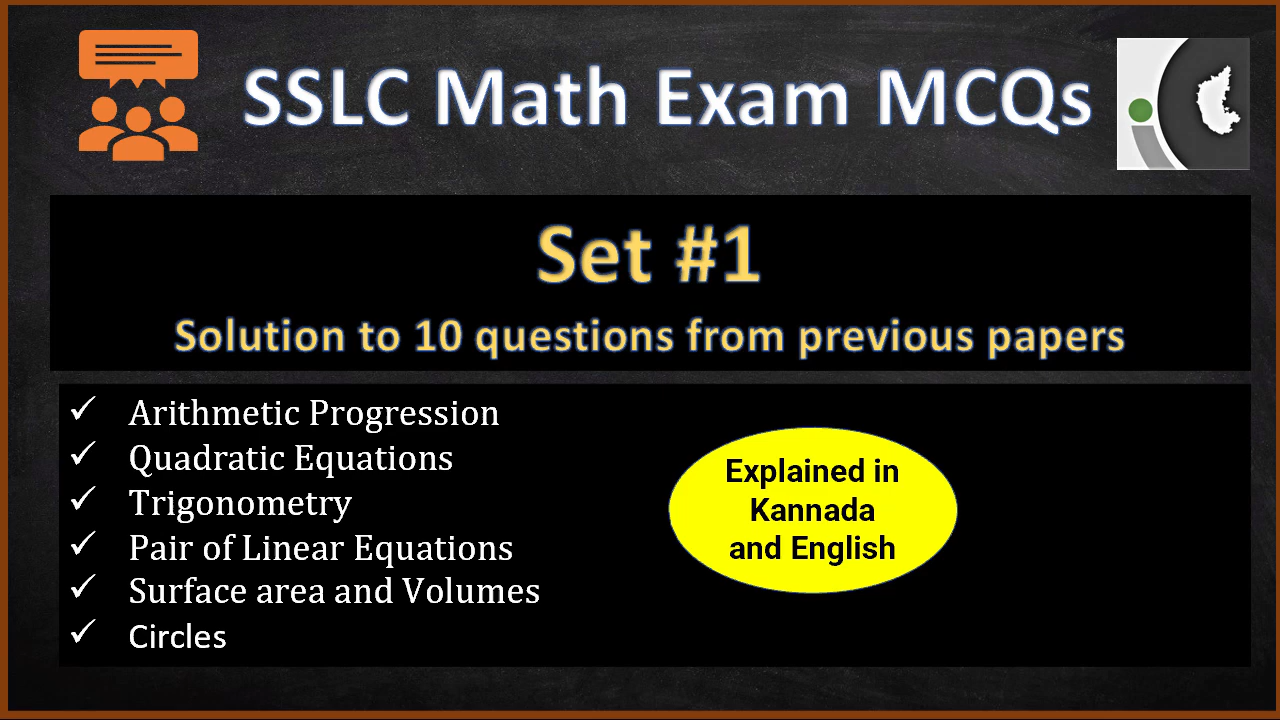 SSLC Math Exam MCQs
Set #1
Solution to 10 questions from previous papers
✓ Arithmetic Progression
✓ Quadratic Equations
✓ Trigonometry
✓ Pair of Linear Equations
✓ Surface area and Volumes
✓ Circles
Explained in
Kannada
and English